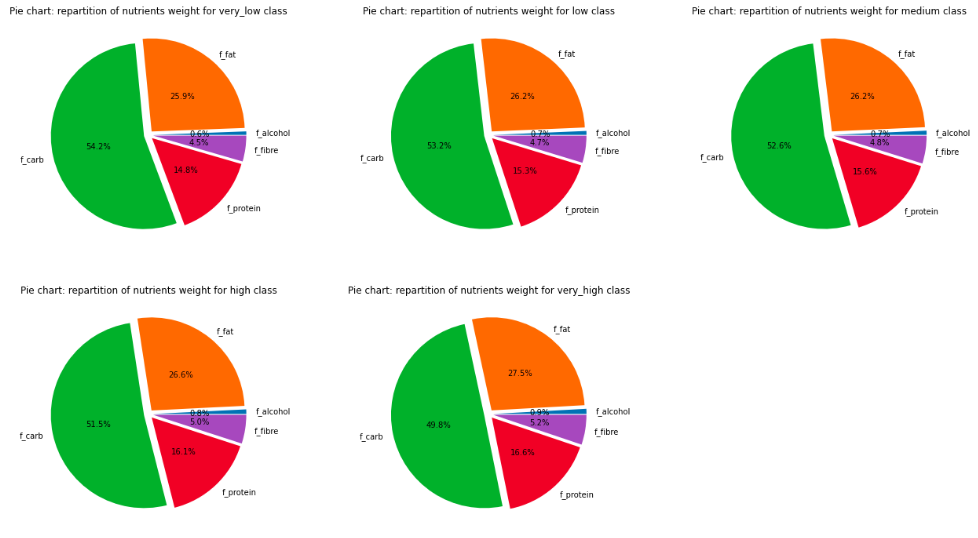 Pie chart: repartition of nutrients weight for very_low class
f_fat
25.9%
0.6%
f_alcohol
4.5%
f_fibre
54.2%
f_carb
14.8%
f_protein
Pie chart: repartition of nutrients weight for low class
f_fat
26.2%
0.7%
f_alcohol
4.7%
f_fibre
53.2%
f_carb
15.3%
f_protein
Pie chart: repartition of nutrients weight for medium class
f_fat
26.2%
0.7%
f_alcohol
4.8%
f_fibre
52.6%
f_carb
15.6%
f_protein
Pie chart: repartition of nutrients weight for high class
f_fat
26.6%
0.8%
f_alcohol
5.0%
f_fibre
51.5%
f_carb
16.1%
f_protein
Pie chart: repartition of nutrients weight for very_high class
f_fat
27.5%
0.9%
f_alcohol
5.2%
f_fibre
49.8%
f_carb
16.6%
f_protein